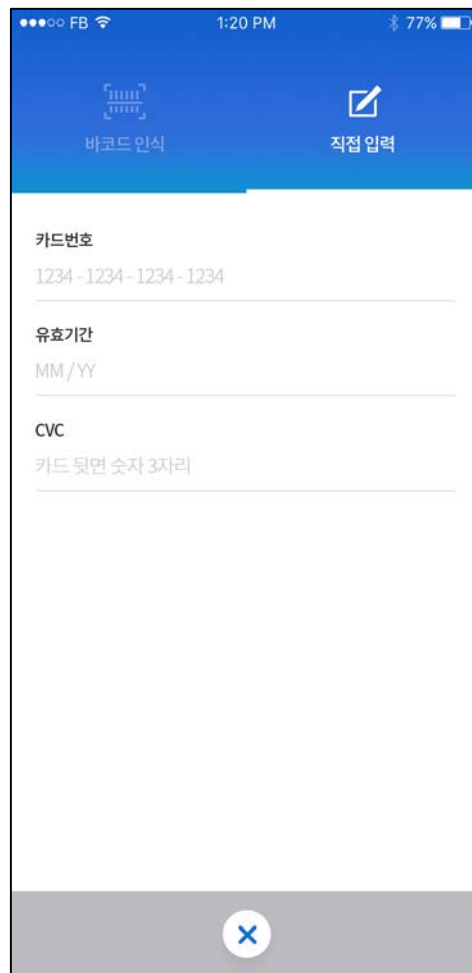 FB 1:20 PM 77%
바코드 인식 직접 입력
카드번호
1234 - 1234 - 1234 - 1234
유효기간
MM / YY
CVC
카드 뒷면 숫자 3자리